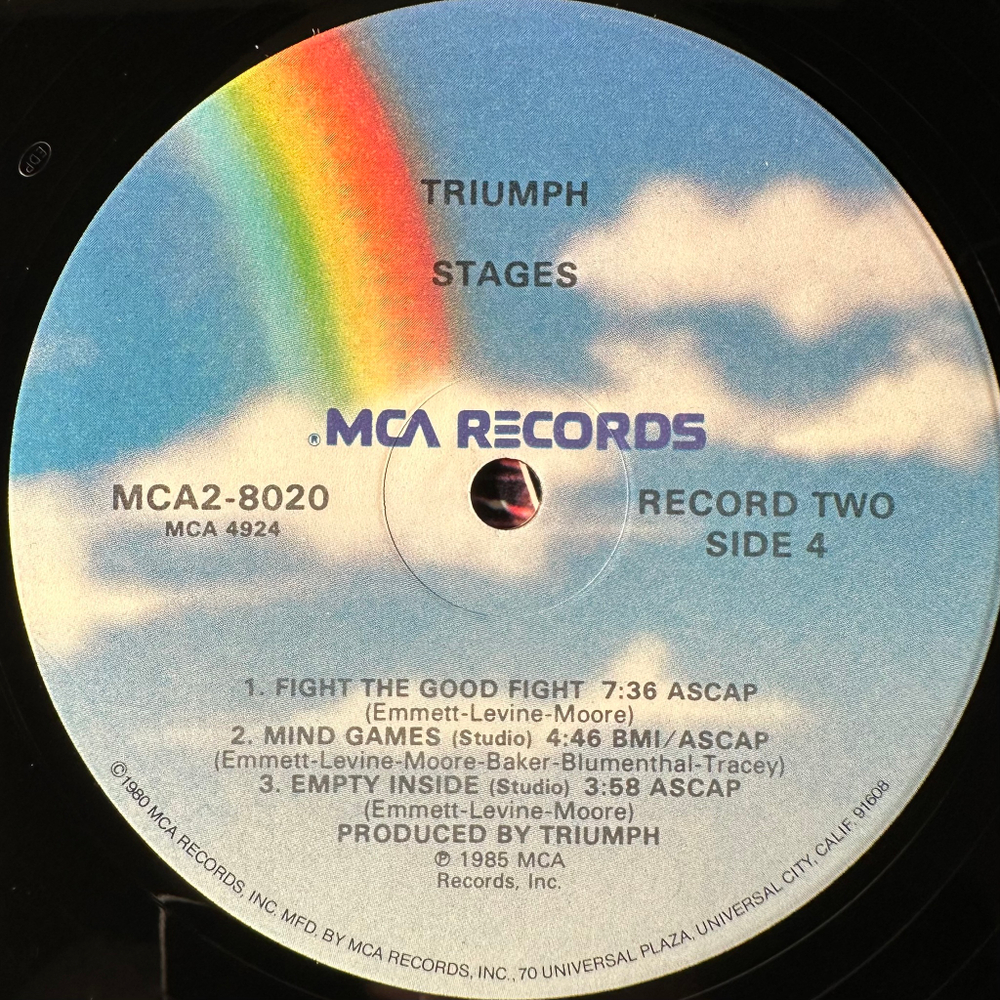 EDP
TRIUMPH
STAGES
® MCA RECORDS
MCA2-8020
MCA 4924
RECORD TWO
SIDE 4
1. FIGHT THE GOOD FIGHT 7:36 ASCAP
(Emmett-Levine-Moore)
2. MIND GAMES (Studio) 4:46 BMI/ASCAP
(Emmett-Levine-Moore-Baker-Blumenthal-Tracey)
3. EMPTY INSIDE (Studio) 3:58 ASCAP
(Emmett-Levine-Moore)
PRODUCED BY TRIUMPH
℗ 1985 MCA
Records, Inc.
©1980 MCA RECORDS, INC. MFD. BY MCA RECORDS, INC., 70 UNIVERSAL PLAZA, UNIVERSAL CITY, CALIF. 91608